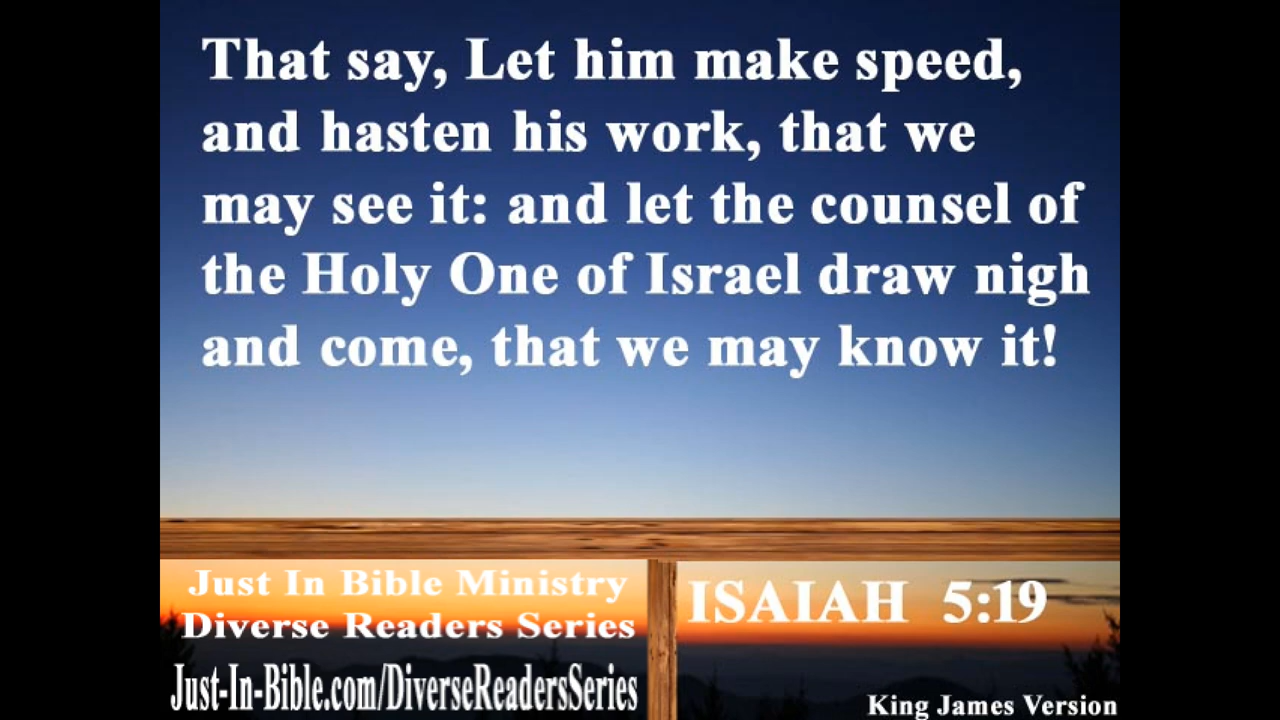 That say, Let him make speed,
and hasten his work, that we
may see it: and let the counsel of
the Holy One of Israel draw nigh
and come, that we may know it!
Just In Bible Ministry
Diverse Readers Series
Just-In-Bible.com/DiverseReadersSeries
ISAIAH 5:19
King James Version